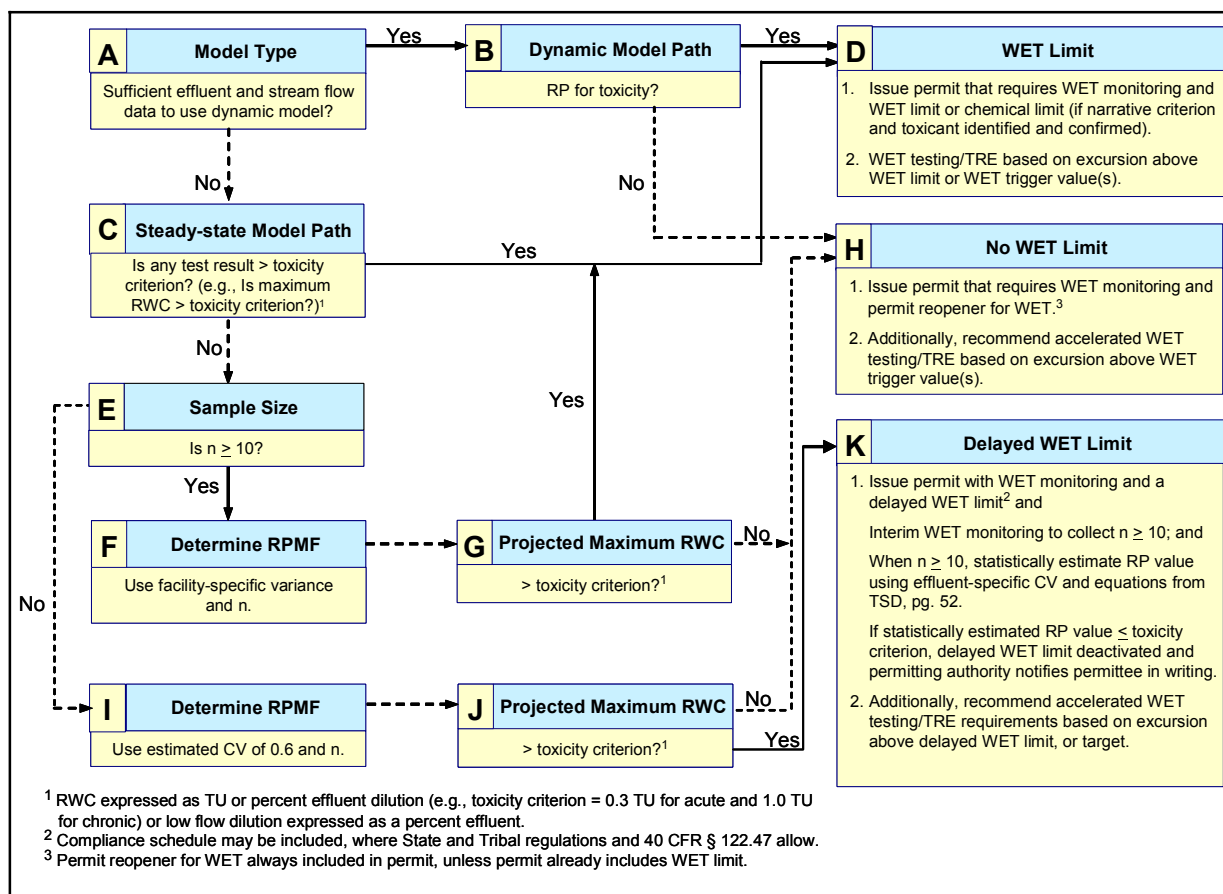 A Model Type
Sufficient effluent and stream flow
data to use dynamic model?
Yes
B Dynamic Model Path
RP for toxicity?
Yes
D WET Limit
1. Issue permit that requires WET monitoring and
WET limit or chemical limit (if narrative criterion
and toxicant identified and confirmed).
2. WET testing/TRE based on excursion above
WET limit or WET trigger value(s).
No
No
C Steady-state Model Path
Is any test result > toxicity
criterion? (e.g., Is maximum
RWC > toxicity criterion?)¹
Yes
H No WET Limit
1. Issue permit that requires WET monitoring and
permit reopener for WET.³
2. Additionally, recommend accelerated WET
testing/TRE based on excursion above WET
trigger value(s).
No
E Sample Size
Is n ≥ 10?
Yes
Yes
No
F Determine RPMF
Use facility-specific variance
and n.
G Projected Maximum RWC
> toxicity criterion?¹
No
K Delayed WET Limit
1. Issue permit with WET monitoring and a
delayed WET limit² and
Interim WET monitoring to collect n ≥ 10; and
When n ≥ 10, statistically estimate RP value
using effluent-specific CV and equations from
TSD, pg. 52.
If statistically estimated RP value ≤ toxicity
criterion, delayed WET limit deactivated and
permitting authority notifies permittee in writing.
2. Additionally, recommend accelerated WET
testing/TRE requirements based on excursion
above delayed WET limit, or target.
I Determine RPMF
Use estimated CV of 0.6 and n.
J Projected Maximum RWC
> toxicity criterion?¹
No
Yes
¹ RWC expressed as TU or percent effluent dilution (e.g., toxicity criterion = 0.3 TU for acute and 1.0 TU
for chronic) or low flow dilution expressed as a percent effluent.
² Compliance schedule may be included, where State and Tribal regulations and 40 CFR § 122.47 allow.
³ Permit reopener for WET always included in permit, unless permit already includes WET limit.